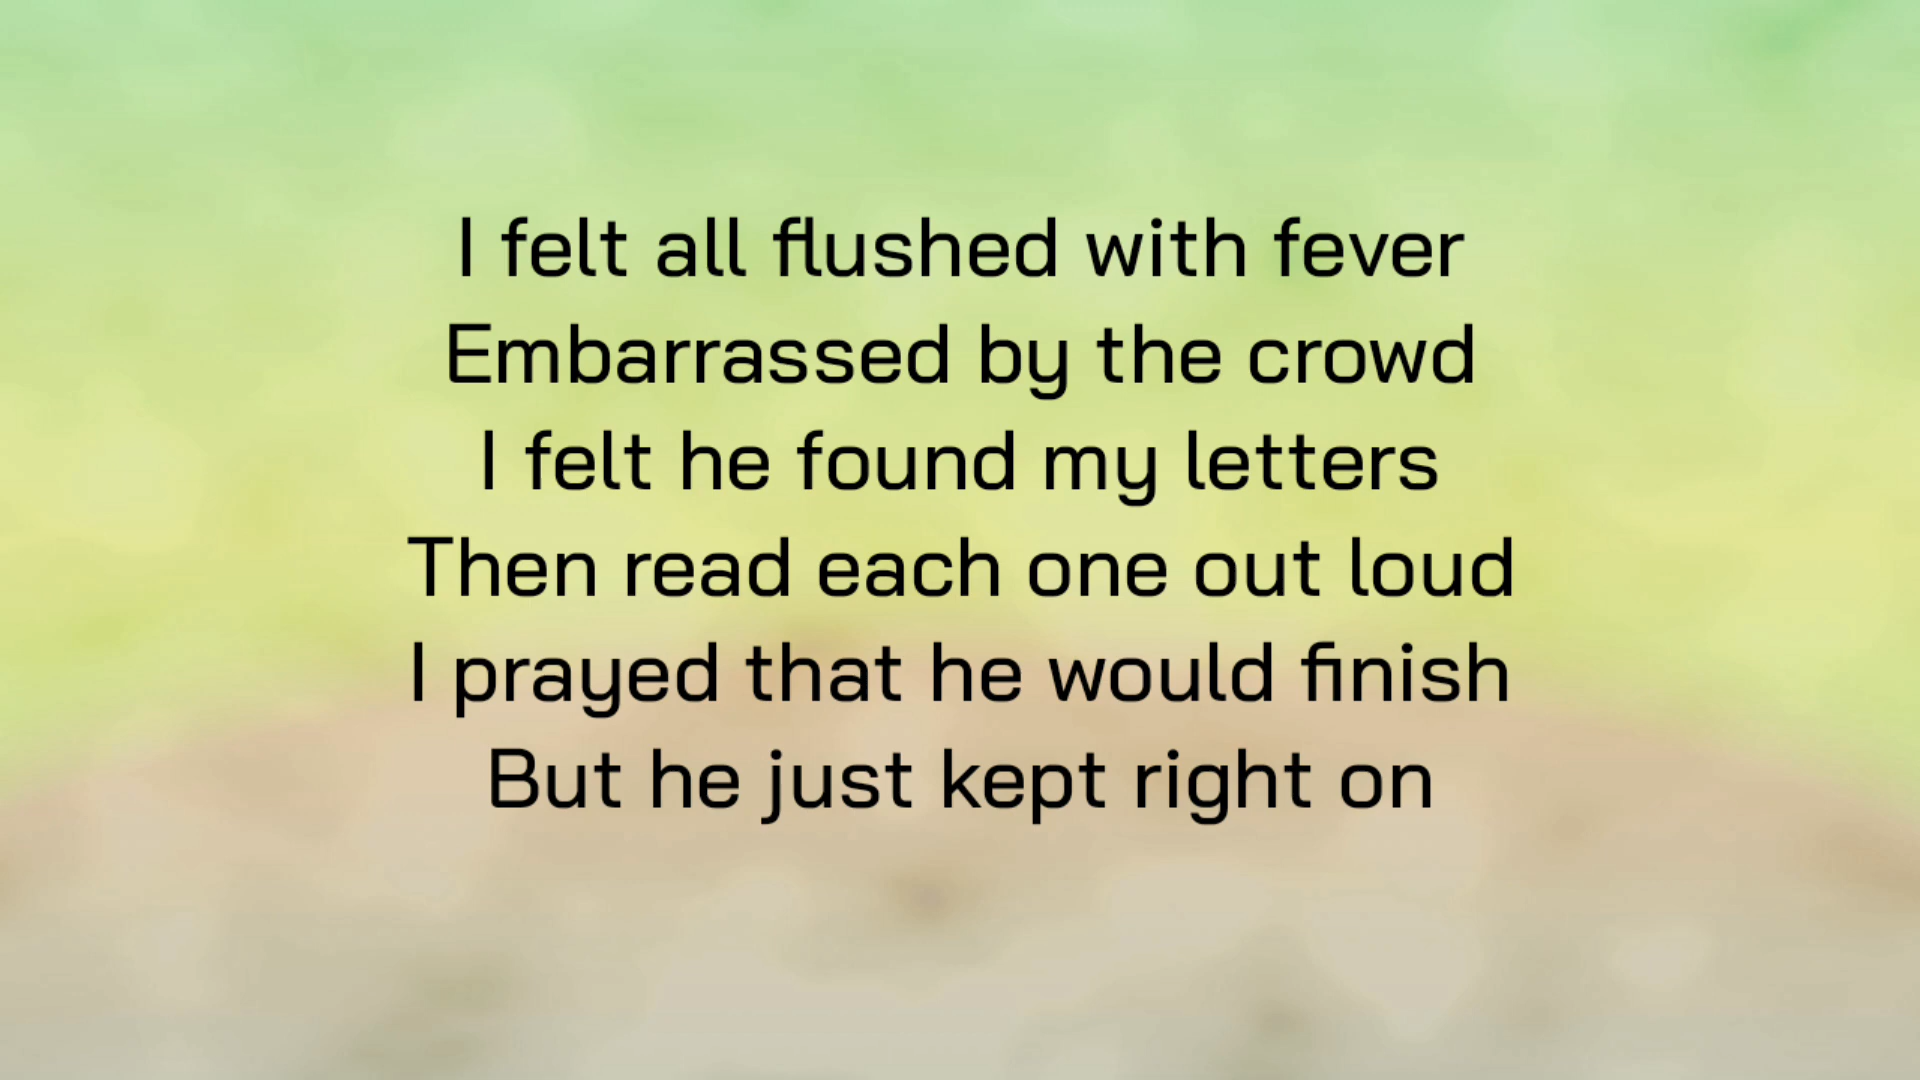 I felt all flushed with fever
Embarrassed by the crowd
I felt he found my letters
Then read each one out loud
I prayed that he would finish
But he just kept right on